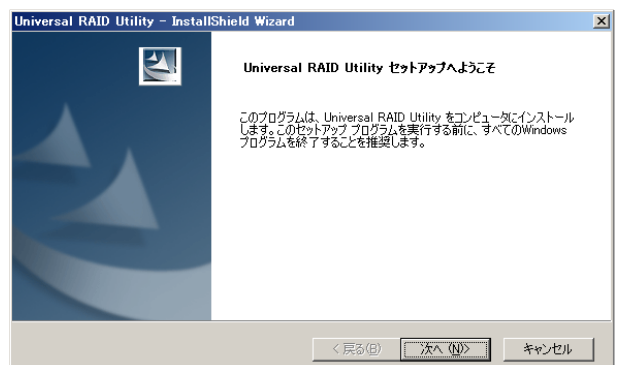 Universal RAID Utility - InstallShield Wizard
Universal RAID Utility セットアップへようこそ
このプログラムは、Universal RAID Utility をコンピュータにインストール
します。このセットアップ プログラムを実行する前に、すべてのWindows
プログラムを終了することを推奨します。
< 戻る(B)
次へ (N)>
キャンセル